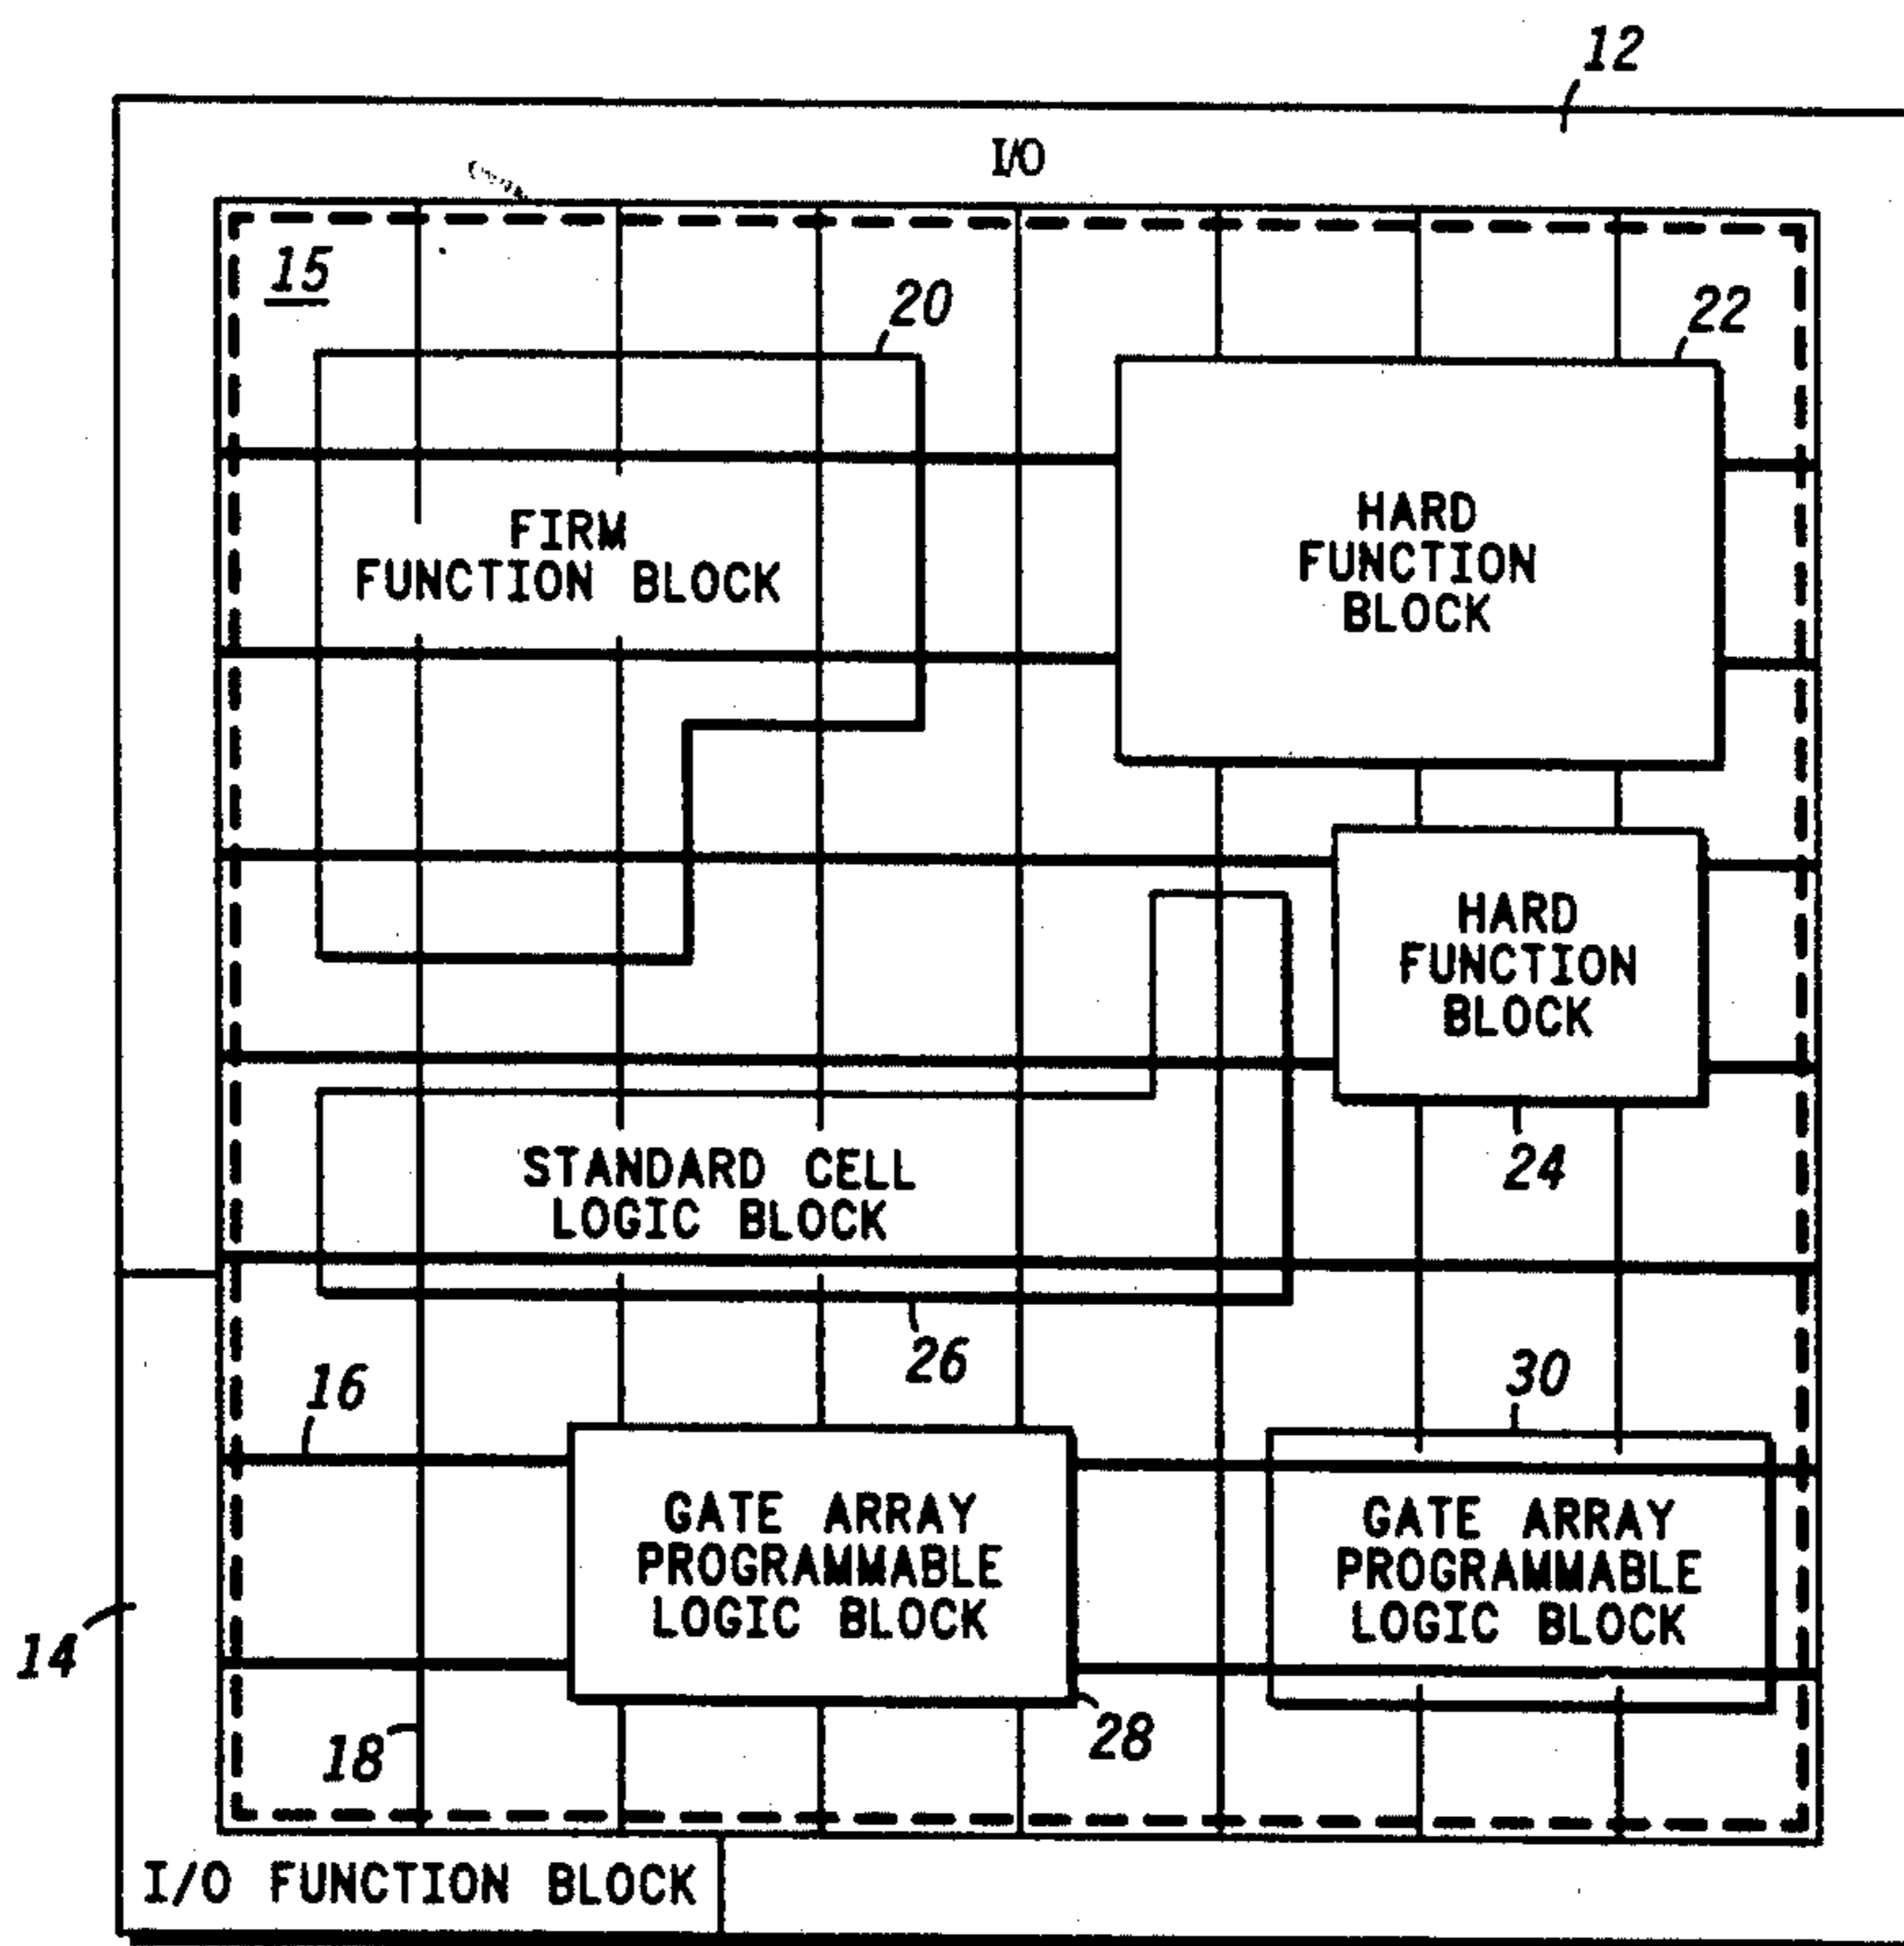 12
I/O
15
20
22
FIRM
FUNCTION BLOCK
HARD
FUNCTION
BLOCK
HARD
FUNCTION
BLOCK
24
STANDARD CELL
LOGIC BLOCK
26
16
30
GATE ARRAY
PROGRAMMABLE
LOGIC BLOCK
GATE ARRAY
PROGRAMMABLE
LOGIC BLOCK
14
18
28
I/O FUNCTION BLOCK